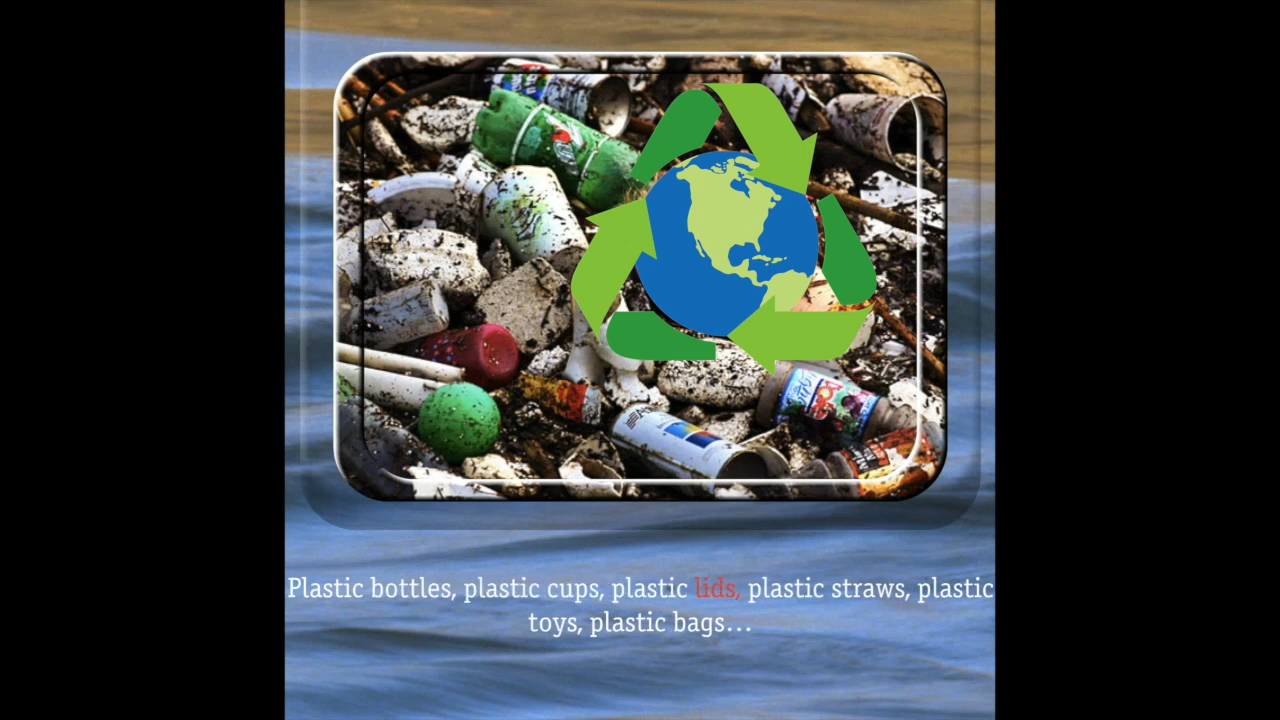 Plastic bottles, plastic cups, plastic lids, plastic straws, plastic
toys, plastic bags...